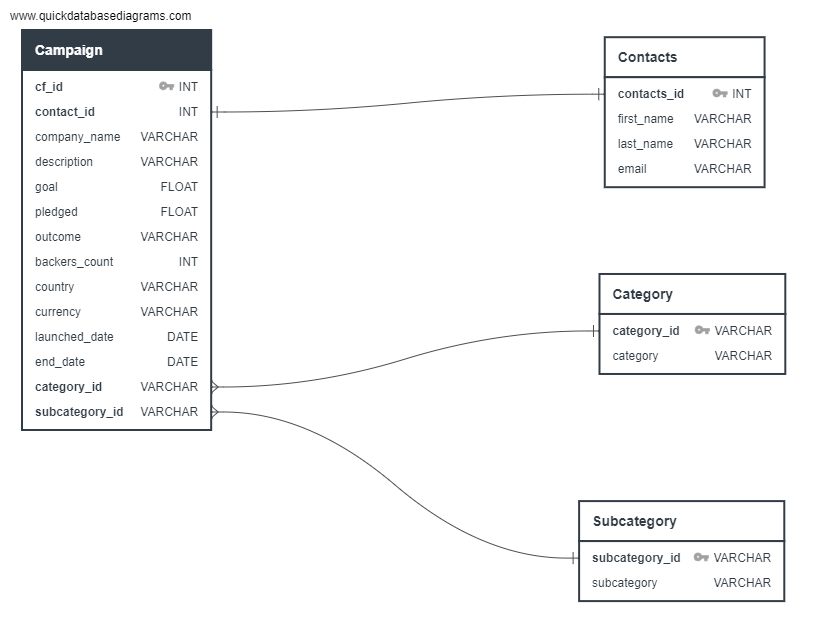 www.quickdatabasediagrams.com
Campaign
cf_id INT
contact_id INT
company_name VARCHAR
description VARCHAR
goal FLOAT
pledged FLOAT
outcome VARCHAR
backers_count INT
country VARCHAR
currency VARCHAR
launched_date DATE
end_date DATE
category_id VARCHAR
subcategory_id VARCHAR
Contacts
contacts_id INT
first_name VARCHAR
last_name VARCHAR
email VARCHAR
Category
category_id VARCHAR
category VARCHAR
Subcategory
subcategory_id VARCHAR
subcategory VARCHAR